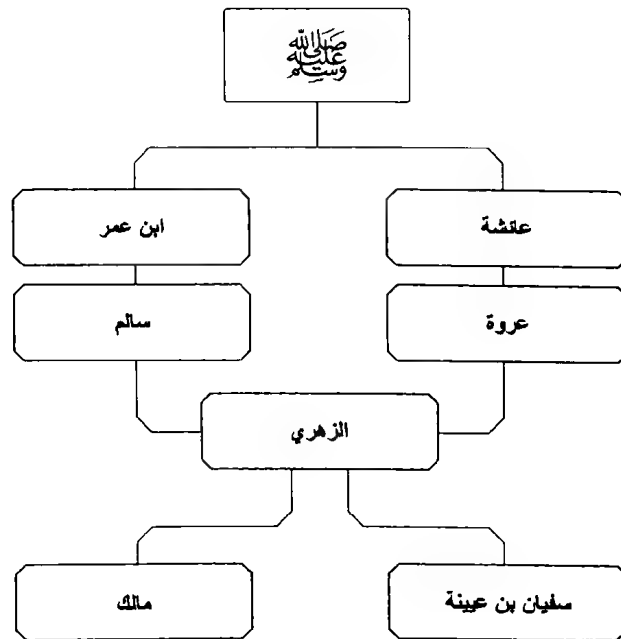 ﷺ
عائشة
ابن عمر
عروة
سالم
الزهري
سفيان بن عيينة
مالك